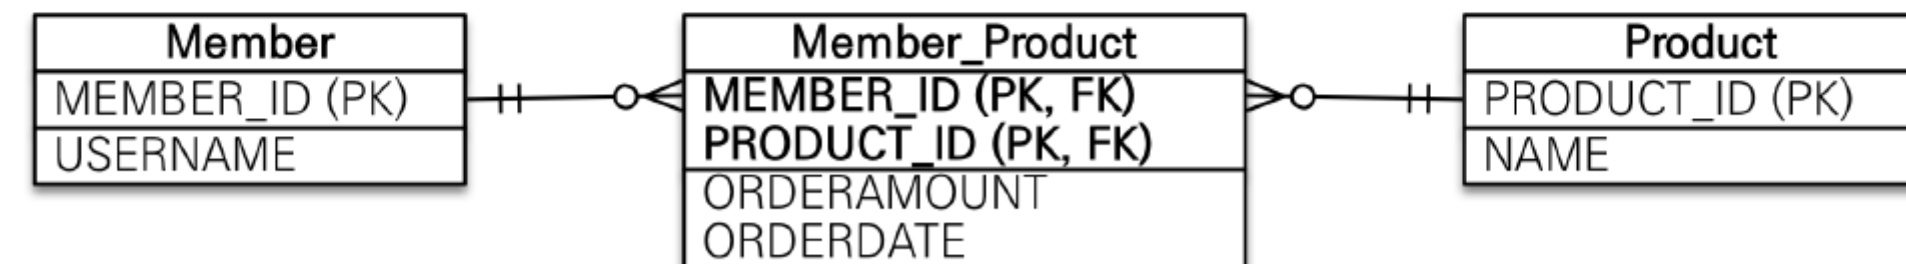 Member
MEMBER_ID (PK)
USERNAME
Member_Product
MEMBER_ID (PK, FK)
PRODUCT_ID (PK, FK)
ORDERAMOUNT
ORDERDATE
Product
PRODUCT_ID (PK)
NAME